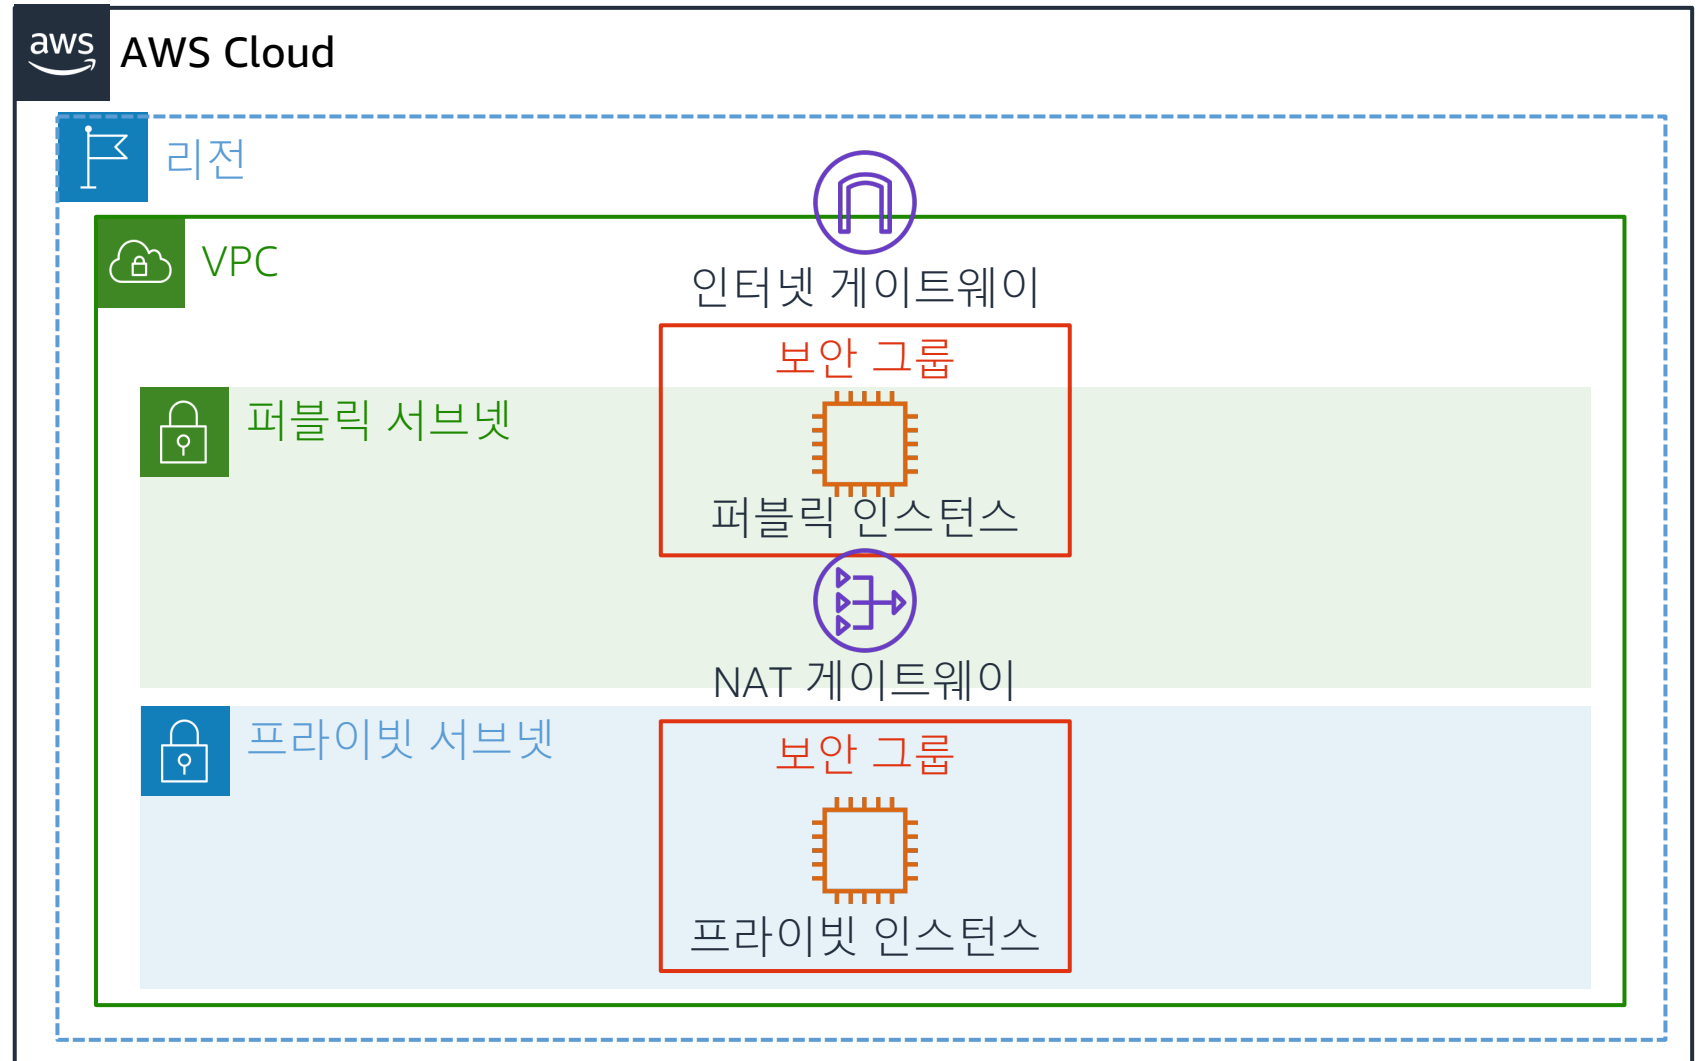 aws
AWS Cloud
리전
VPC
인터넷 게이트웨이
보안 그룹
퍼블릭 서브넷
퍼블릭 인스턴스
NAT 게이트웨이
프라이빗 서브넷
보안 그룹
프라이빗 인스턴스